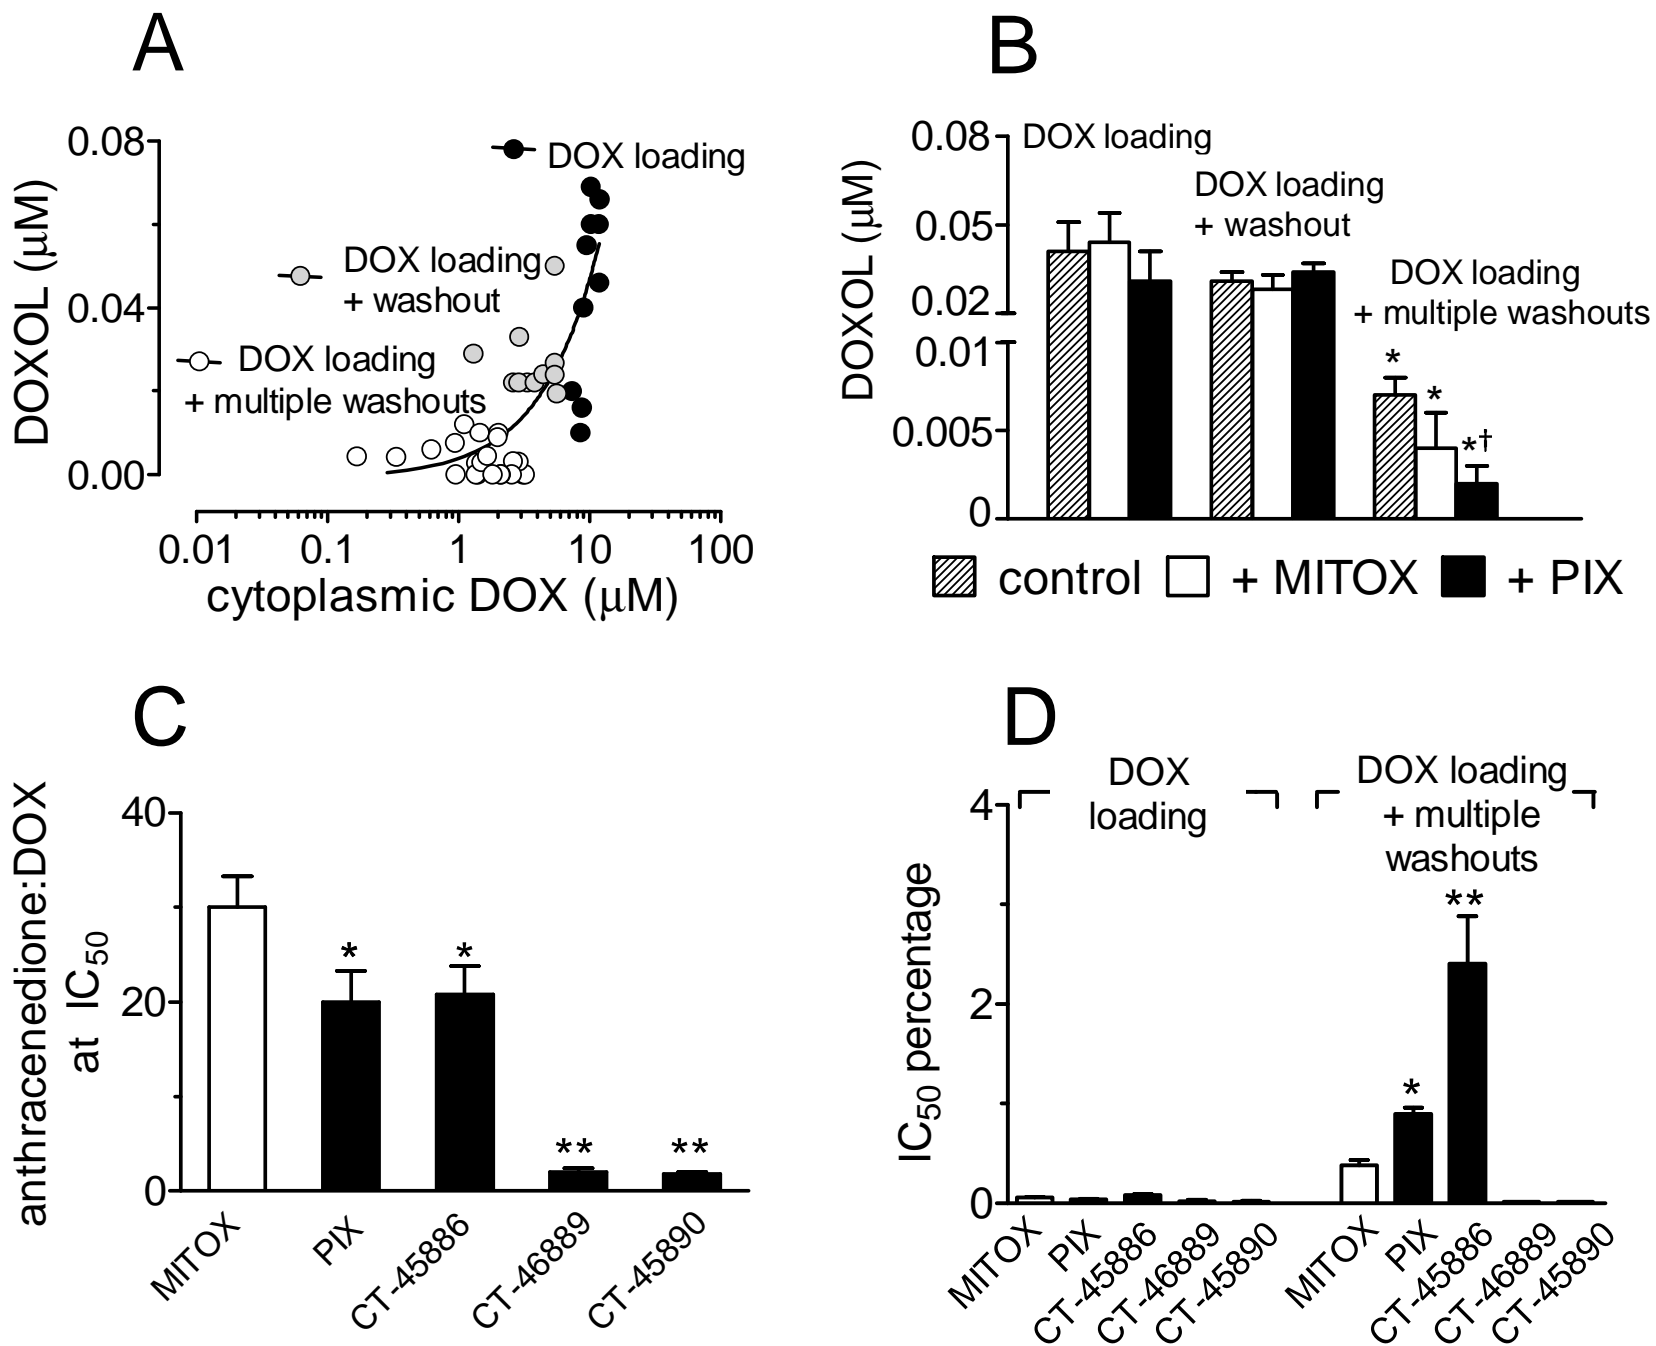 A
0.08
0.04
0.00
DOXOL (µM)
DOX loading
DOX loading
+ washout
DOX loading
+ multiple washouts
0.01
0.1
1
10
100
cytoplasmic DOX (µM)
B
0.08
0.05
0.02
0.01
0.005
0
DOXOL (µM)
DOX loading
DOX loading
+ washout
DOX loading
+ multiple washouts
*
*
*†
control
+ MITOX
+ PIX
C
40
20
0
anthracenedione:DOX
at IC50
*
*
**
**
MITOX
PIX
CT-45886
CT-46889
CT-45890
D
4
2
0
IC50 percentage
DOX
loading
DOX loading
+ multiple
washouts
*
**
MITOX
PIX
CT-45886
CT-46889
CT-45890
MITOX
PIX
CT-45886
CT-46889
CT-45890